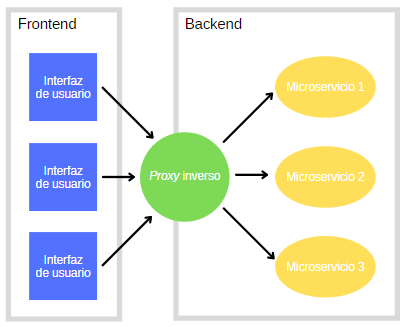 Frontend
Backend
Interfaz
de usuario
Interfaz
de usuario
Interfaz
de usuario
Proxy inverso
Microservicio 1
Microservicio 2
Microservicio 3